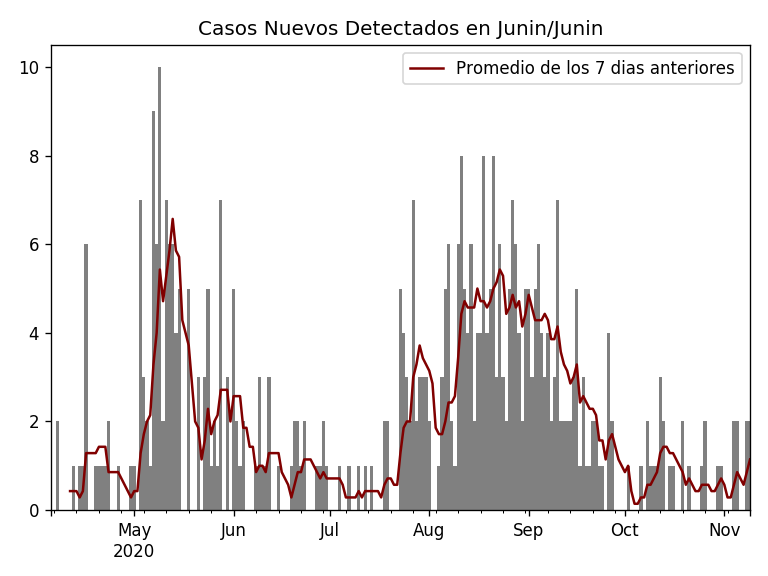 Casos Nuevos Detectados en Junin/Junin
Promedio de los 7 dias anteriores
10
8
6
4
2
0
May Jun Jul Aug Sep Oct Nov
2020